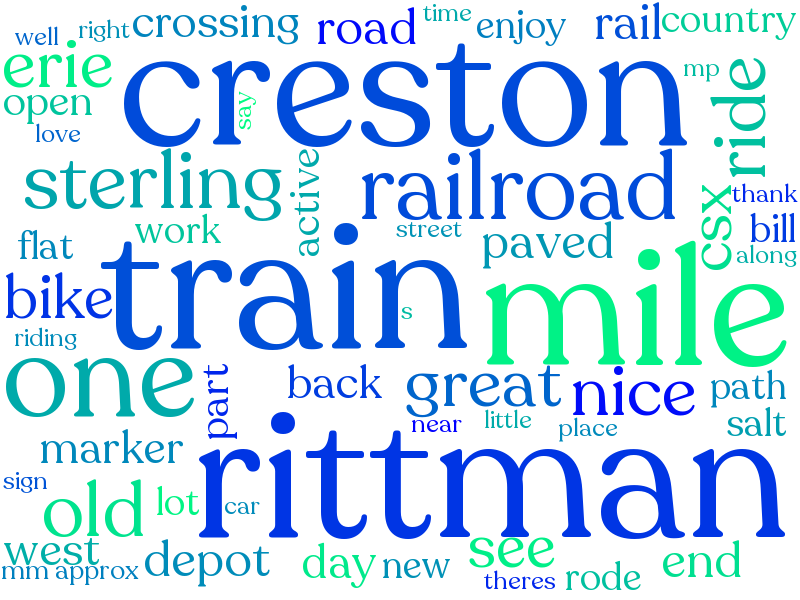 well right crossing road time enjoy rail country
erie creston mp ride
open say
love
sterling active railroad csx thank
work street paved bill
flat along
train mile
bike s
riding
one part back great nice path
near little place salt
marker rittman
sign old lot car
west depot day new see end
mm approx theres rode